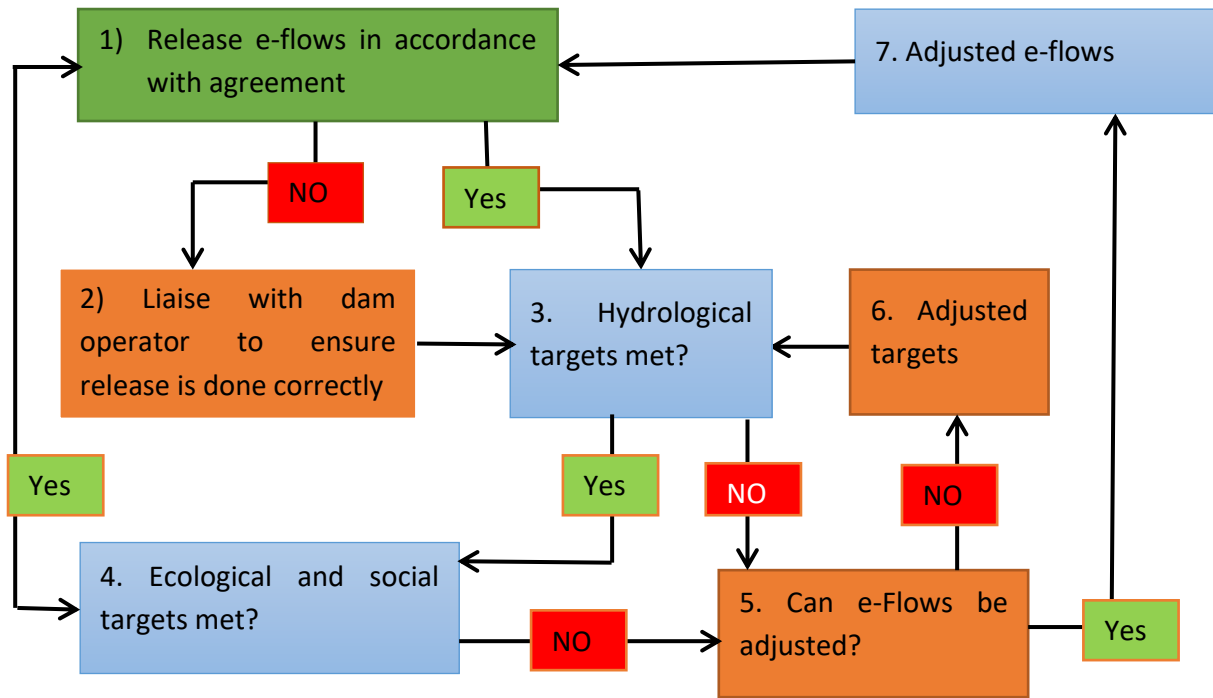 1) Release e-flows in accordance
with agreement
7. Adjusted e-flows
NO
Yes
2) Liaise with dam
operator to ensure
release is done correctly
3. Hydrological
targets met?
6. Adjusted
targets
Yes
Yes
NO
NO
4. Ecological and social
targets met?
NO
5. Can e-Flows be
adjusted?
Yes